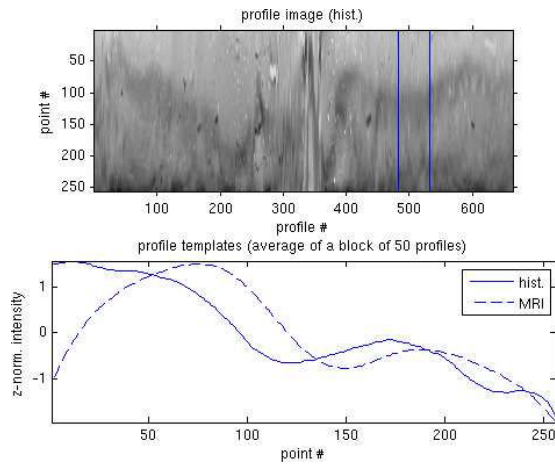 profile image (hist.)
point #
50
100
150
200
250
100
200
300
400
500
600
profile #
profile templates (average of a block of 50 profiles)
z-norm. intensity
1
0
-1
hist.
MRI
50
100
150
200
250
point #